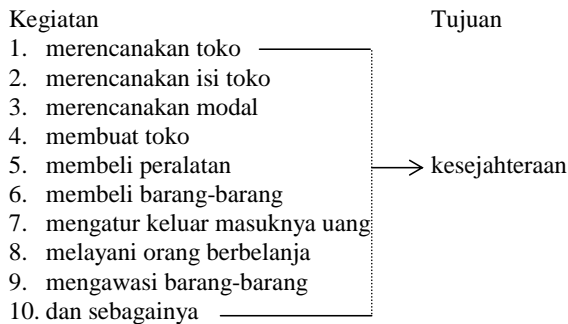 Kegiatan Tujuan
1. merencanakan toko
2. merencanakan isi toko
3. merencanakan modal
4. membuat toko
5. membeli peralatan kesejahteraan
6. membeli barang-barang
7. mengatur keluar masuknya uang
8. melayani orang berbelanja
9. mengawasi barang-barang
10. dan sebagainya